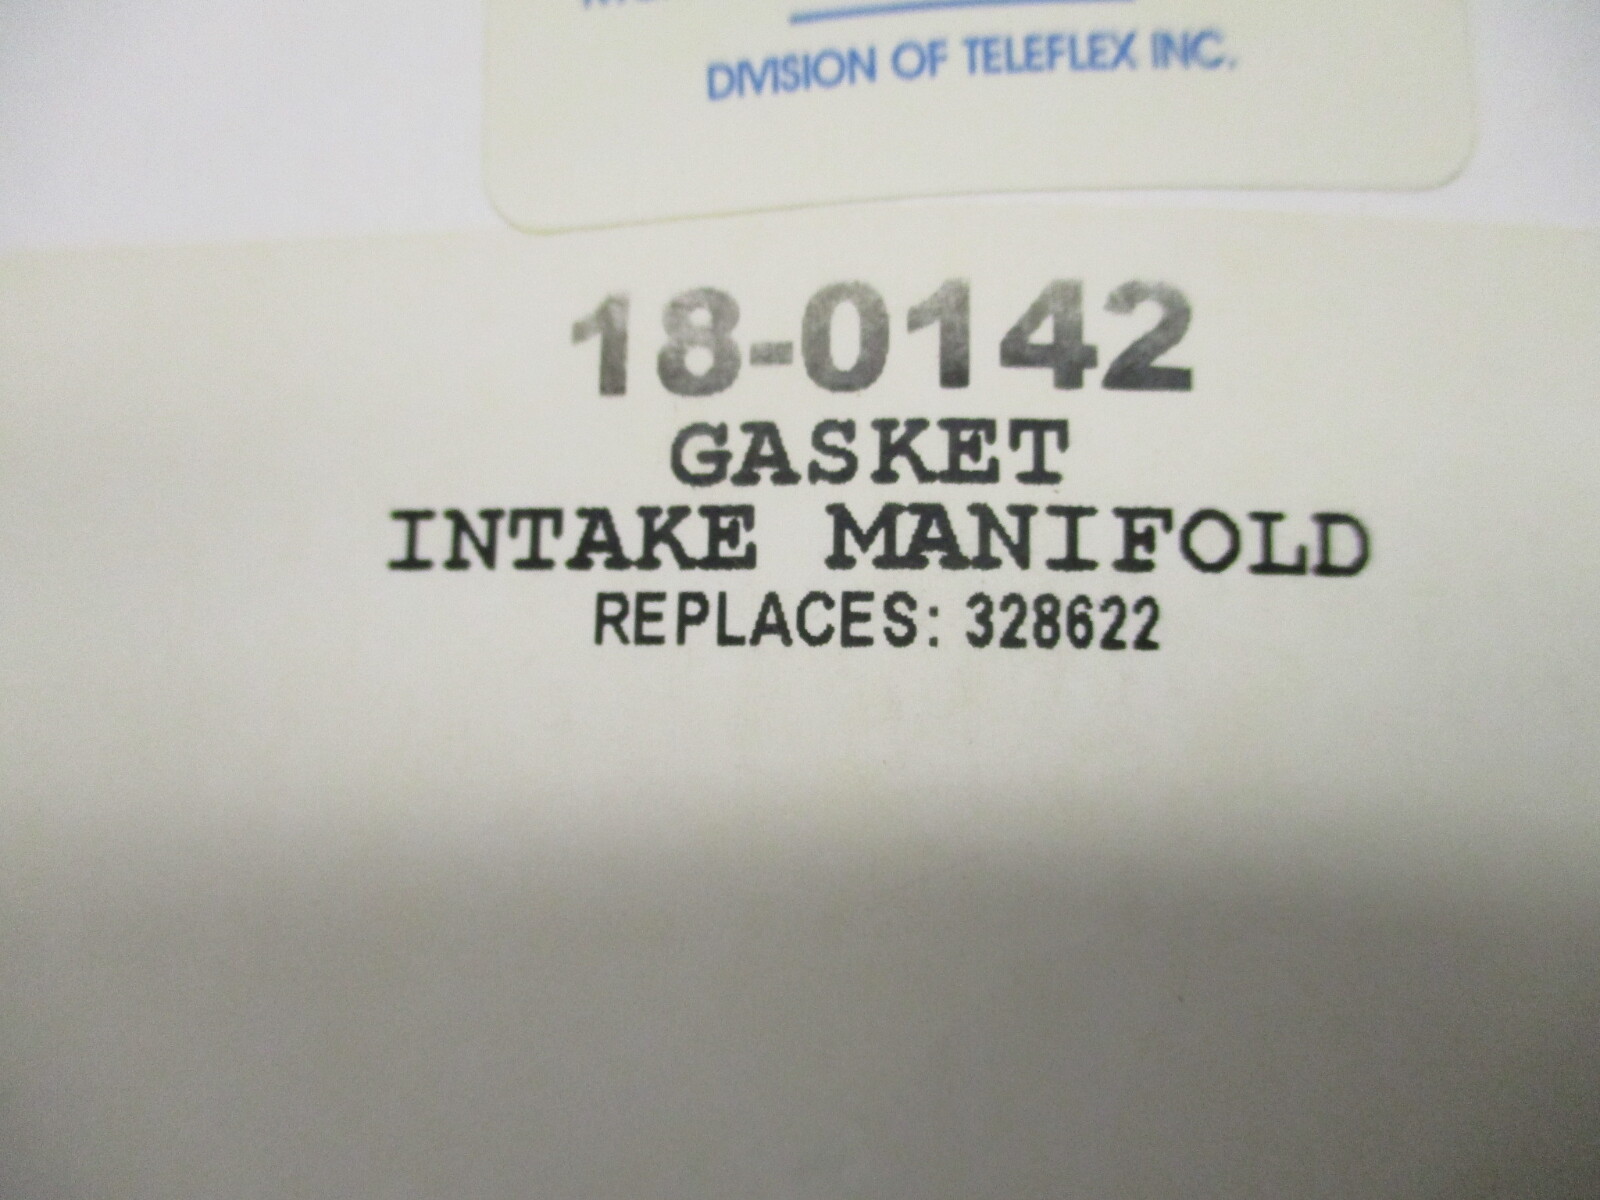 DIVISION OF TELEFLEX INC.
18-0142
GASKET
INTAKE MANIFOLD
REPLACES: 328622